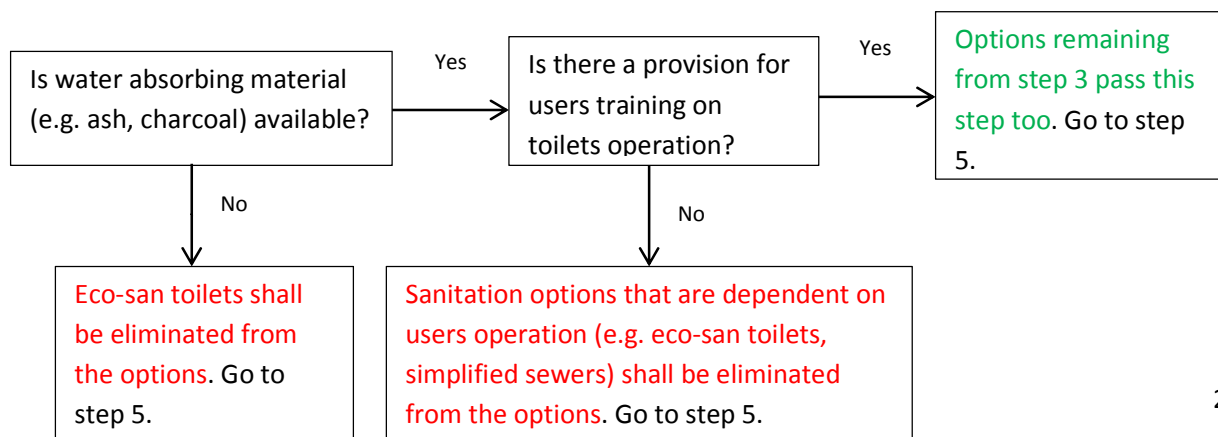 Is water absorbing material
(e.g. ash, charcoal) available?
Yes
Is there a provision for
users training on
toilets operation?
Yes
Options remaining
from step 3 pass this
step too. Go to step
5.
No
No
Eco-san toilets shall
be eliminated from
the options. Go to
step 5.
Sanitation options that are dependent on
users operation (e.g. eco-san toilets,
simplified sewers) shall be eliminated
from the options. Go to step 5.